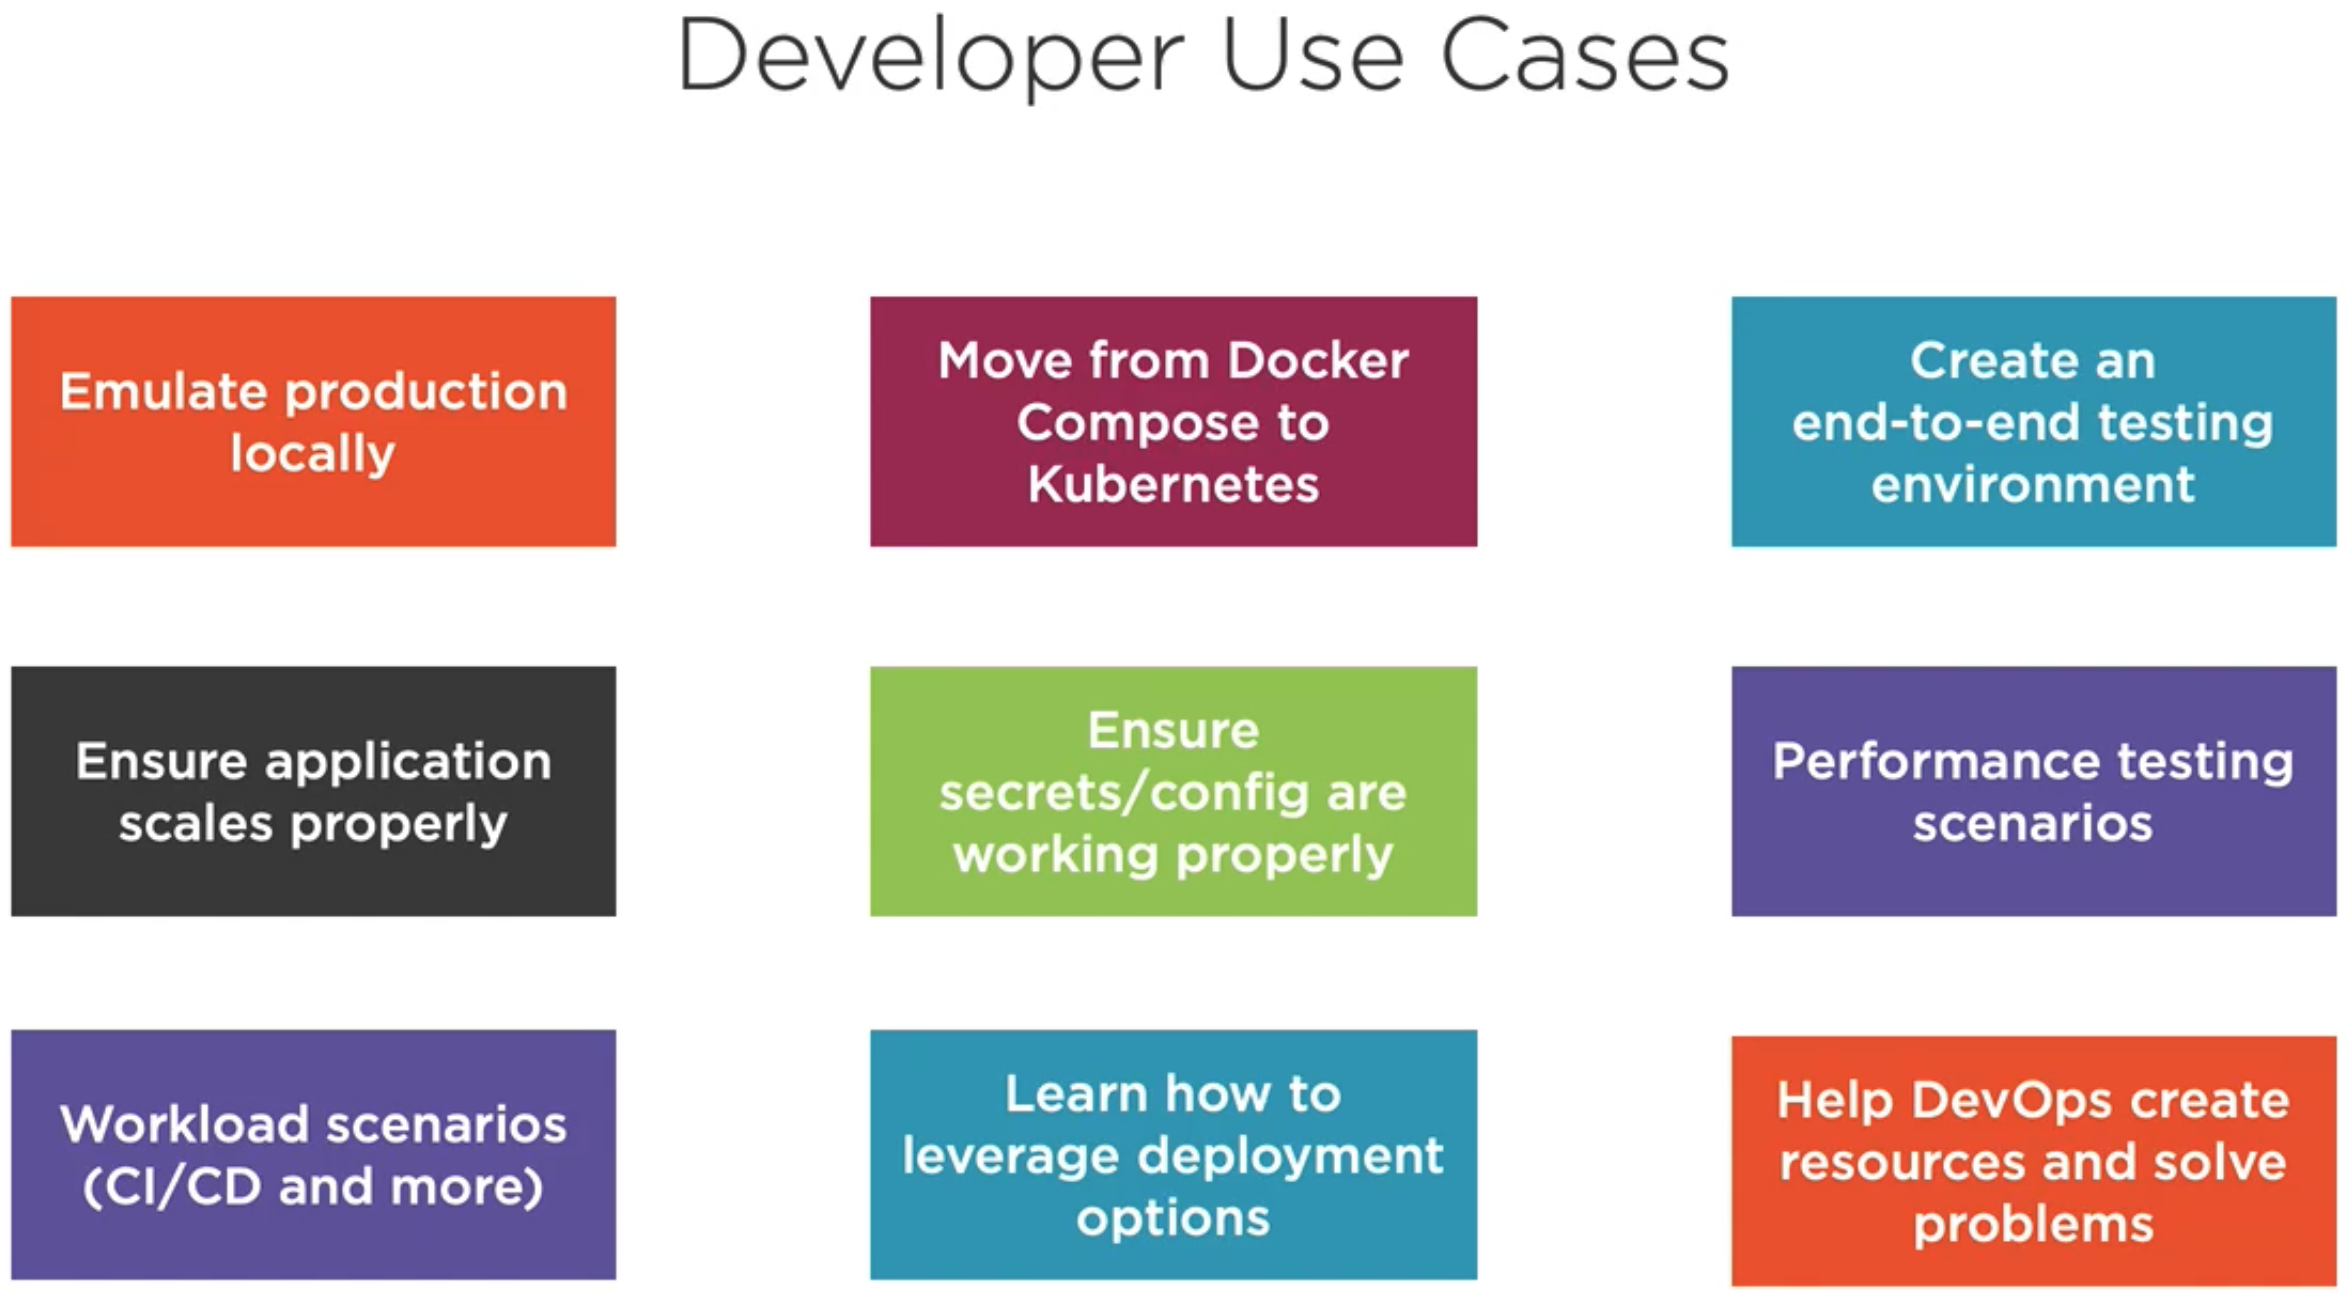 Developer Use Cases
Emulate production
locally
Move from Docker
Compose to
Kubernetes
Create an
end-to-end testing
environment
Ensure application
scales properly
Ensure
secrets/config are
working properly
Performance testing
scenarios
Workload scenarios
(CI/CD and more)
Learn how to
leverage deployment
options
Help DevOps create
resources and solve
problems